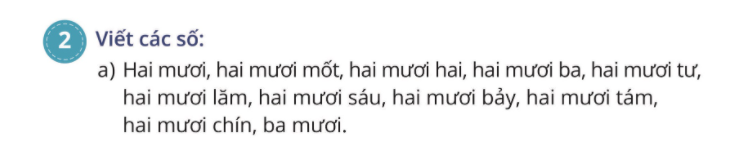 2 Viết các số:
a) Hai mươi, hai mươi mốt, hai mươi hai, hai mươi ba, hai mươi tư,
hai mươi lăm, hai mươi sáu, hai mươi bảy, hai mươi tám,
hai mươi chín, ba mươi.